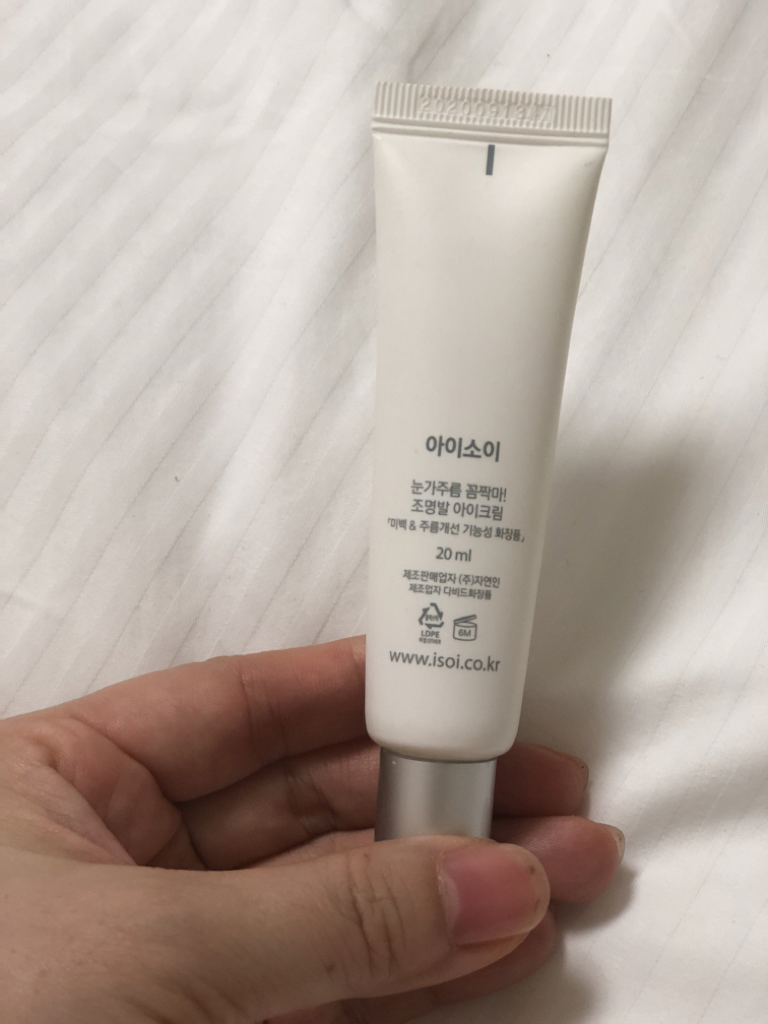 아이소이
눈가주름 꼼짝마!
조명발 아이크림
「미백 & 주름개선 기능성 화장품」
20 ml
제조판매업자 (주)자연인
제조업자 다비드화장품
LDPE
6M
www.isoi.co.kr